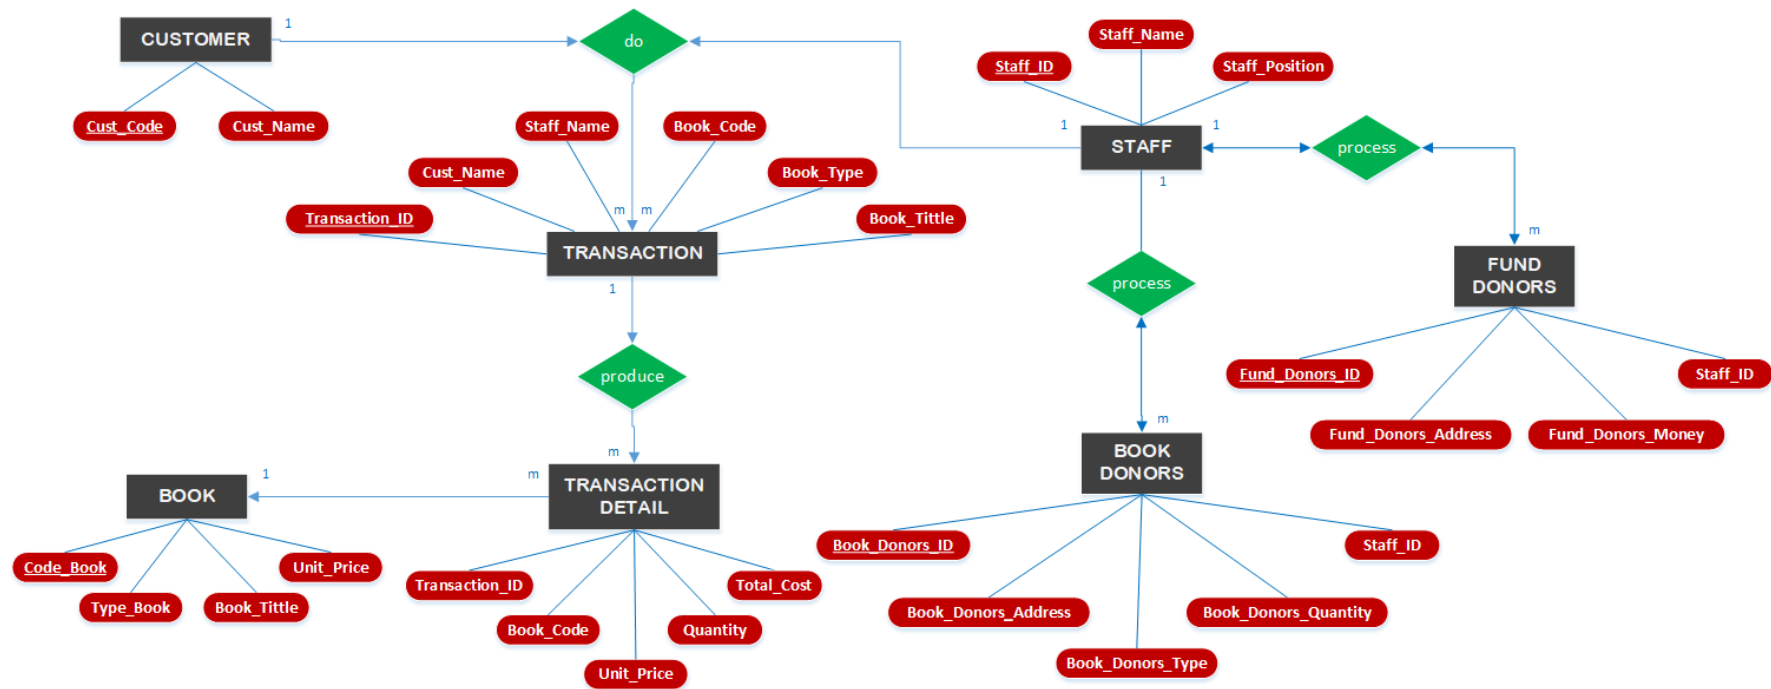 1
CUSTOMER
do
Cust_Code
Cust_Name
Staff_Name
Staff_ID
Staff_Position
1
STAFF
1
process
1
Staff_Name
Book_Code
Cust_Name
Book_Type
Transaction_ID
m
m
Book_Tittle
TRANSACTION
1
produce
m
process
m
m
FUND
DONORS
Fund_Donors_ID
Staff_ID
Fund_Donors_Address
Fund_Donors_Money
1
m
BOOK
TRANSACTION
DETAIL
BOOK
DONORS
Code_Book
Unit_Price
Type_Book
Book_Tittle
Transaction_ID
Total_Cost
Book_Code
Quantity
Unit_Price
Book_Donors_ID
Staff_ID
Book_Donors_Address
Book_Donors_Quantity
Book_Donors_Type